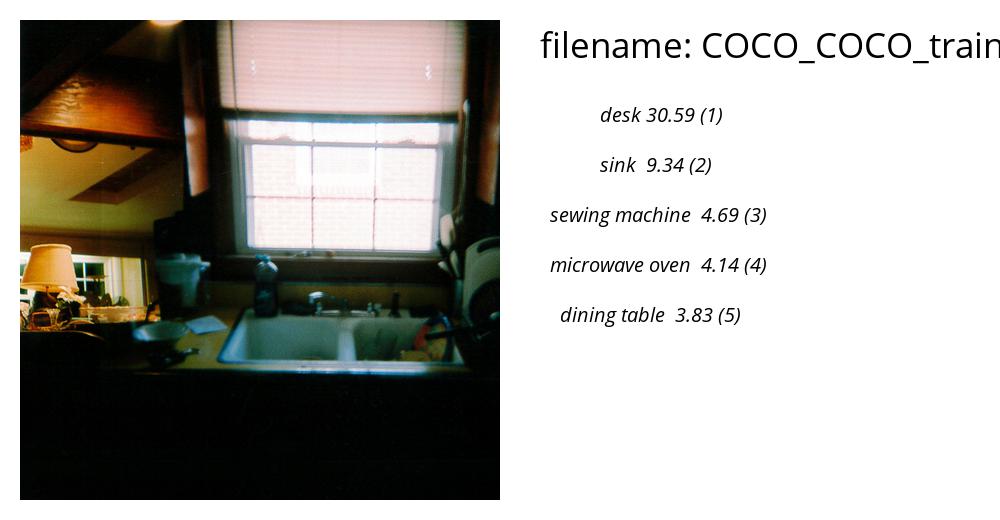 filename: COCO_COCO_train
desk 30.59 (1)
sink 9.34 (2)
sewing machine 4.69 (3)
microwave oven 4.14 (4)
dining table 3.83 (5)